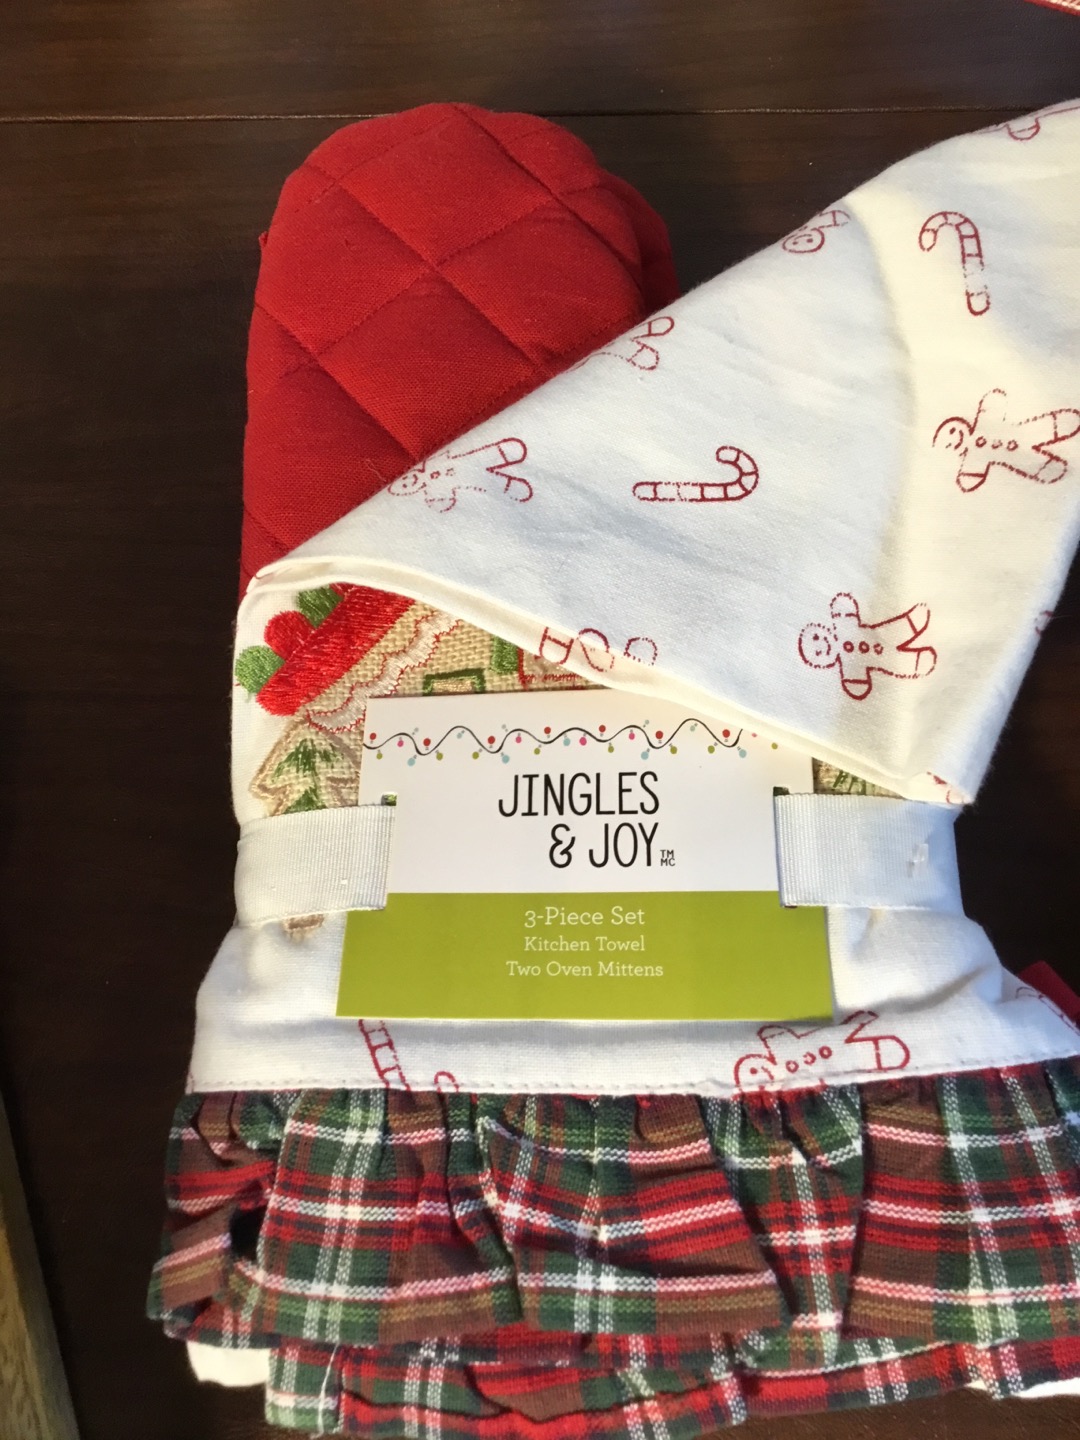 JINGLES
& JOY TM
MC
3-Piece Set
Kitchen Towel
Two Oven Mittens